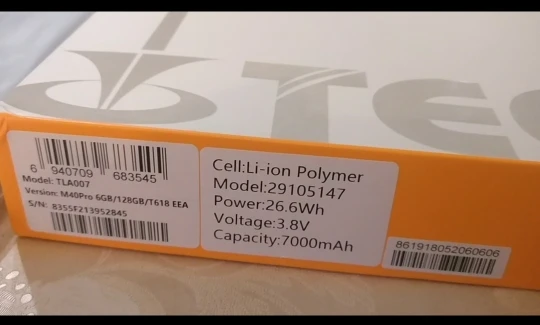 TEC
6 940709 683545
Model: TLA007
Version: M40Pro 6GB/128GB/T618 EEA
S/N: 8355F213952845
Cell:Li-ion Polymer
Model:29105147
Power:26.6Wh
Voltage:3.8V
Capacity:7000mAh
861918052060606